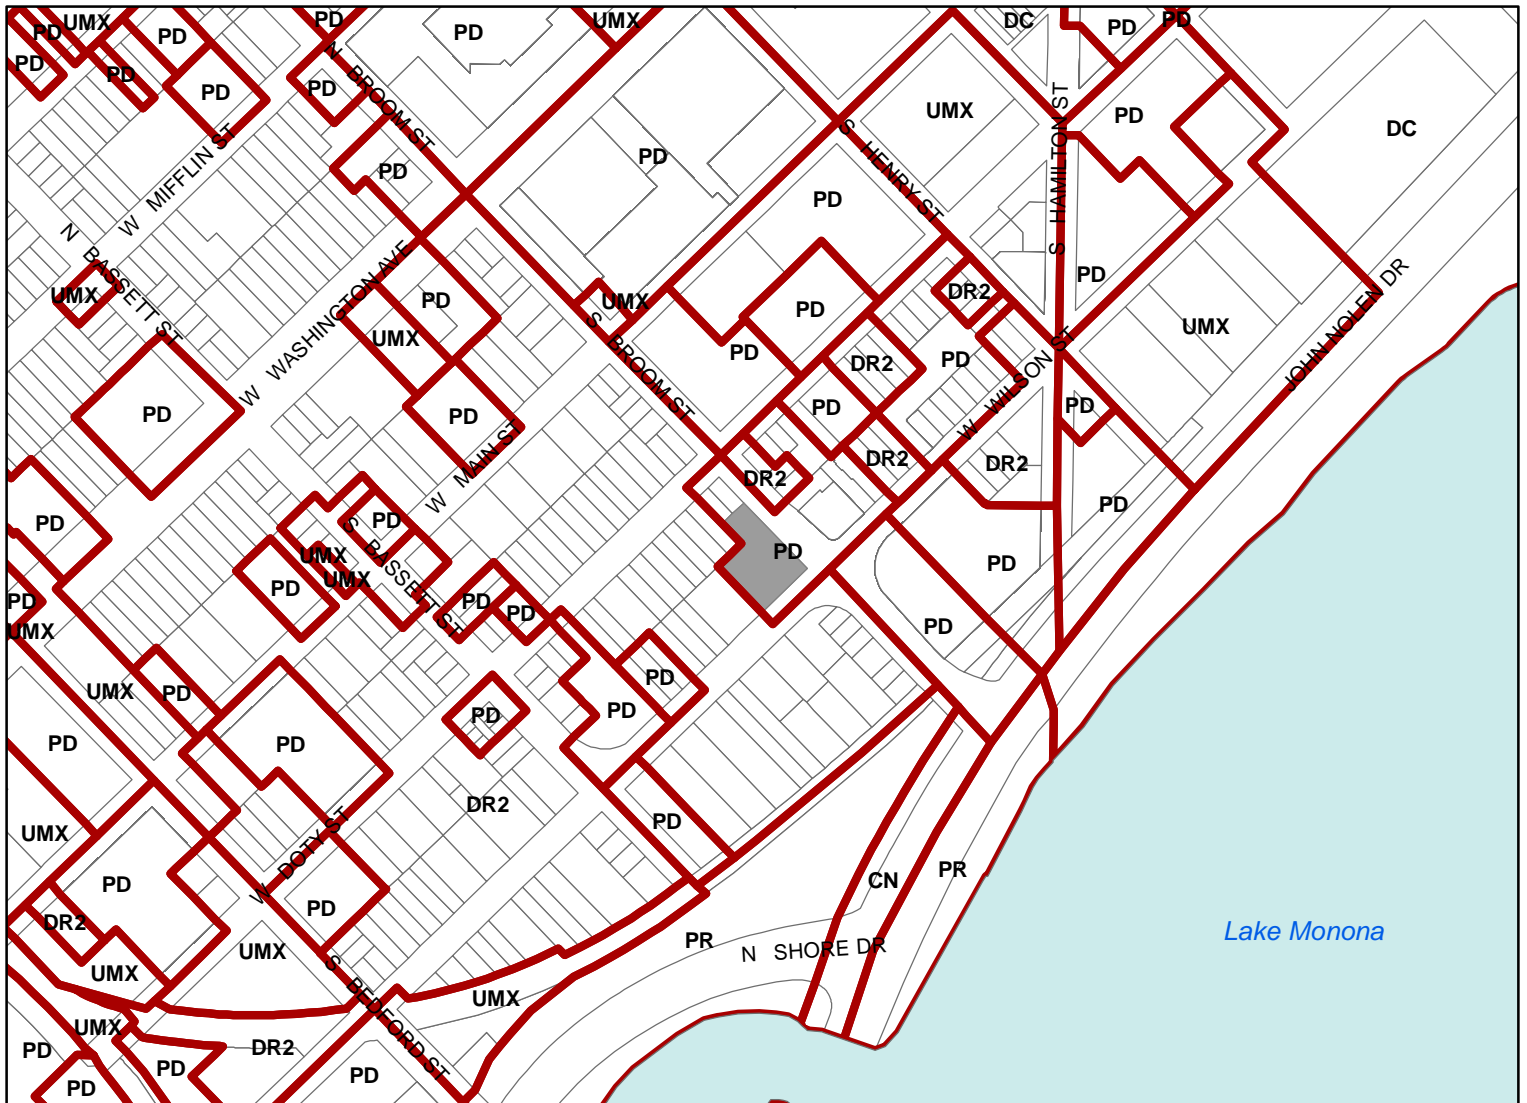 PD
UMX
PD
PD
PD
UMX
DC
PD
PD
PD
PD
PD
PD
N BROOM ST
UMX
PD
DC
PD
W MIFFLIN ST
PD
S HENRY ST
S HAMILTON ST
PD
N BASSETT ST
UMX
W WASHINGTON AVE
PD
UMX
PD
UMX
PD
DR2
PD
JOHN NOLEN DR
UMX
S BROOM ST
PD
DR2
PD
W WILSON ST
PD
PD
W MAIN ST
PD
PD
DR2
DR2
DR2
PD
PD
PD
S BASSETT ST
UMX
UMX
PD
PD
PD
PD
PD
PD
UMX
PD
UMX
PD
PD
PD
PD
PD
PD
DR2
PD
UMX
W DOTY ST
PD
PD
DR2
UMX
UMX
S BEDFORD ST
CN
PR
PR
N SHORE DR
Lake Monona
UMX
UMX
DR2
PD
PD
PD
PD